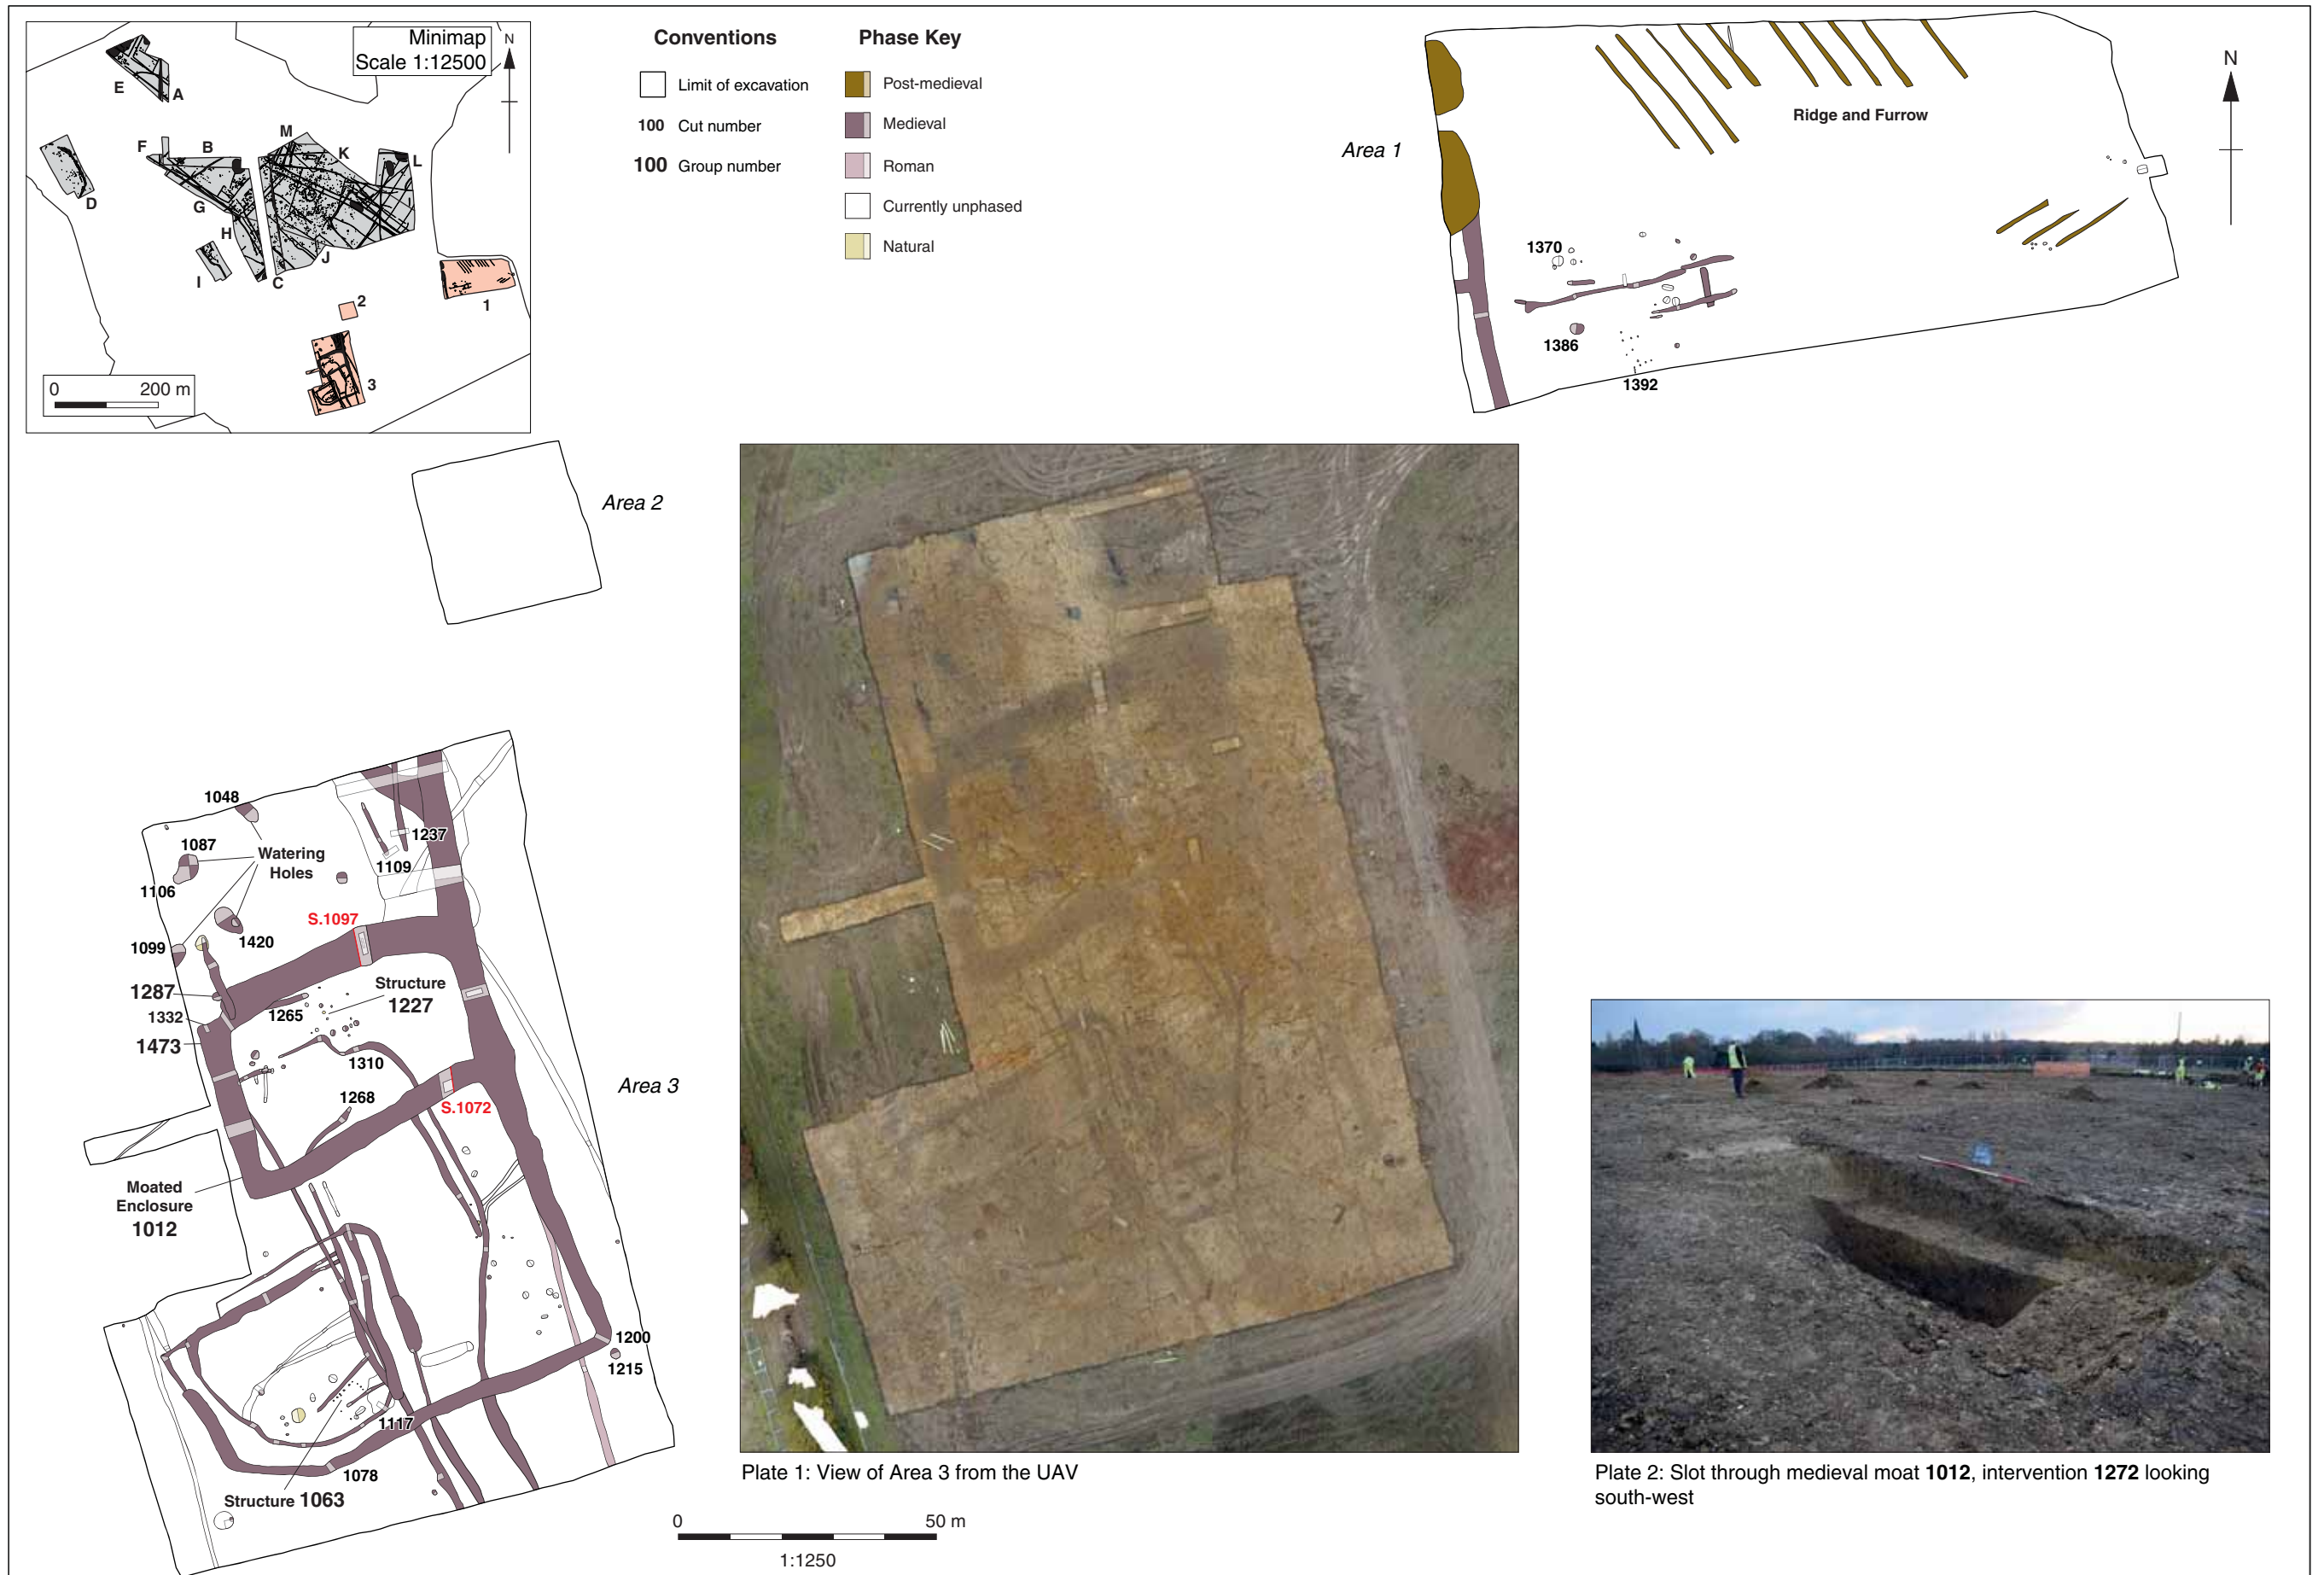 Minimap
Scale 1:12500
N
E
A
D
F
B
M
K
L
G
H
I
C
J
I
2
1
3
0 200 m
Conventions
Limit of excavation
100 Cut number
100 Group number
Phase Key
Post-medieval
Medieval
Roman
Currently unphased
Natural
Area 1
Ridge and Furrow
N
1370
1386
1392
Area 2
1048
1087
1106
Watering
Holes
1237
1109
S.1097
1099
1420
1287
1332
1473
1265
Structure
1227
1310
1268
S.1072
Area 3
Moated
Enclosure
1012
1200
1215
1117
1078
Structure 1063
Plate 1: View of Area 3 from the UAV
0 50 m
1:1250
Plate 2: Slot through medieval moat 1012, intervention 1272 looking
south-west